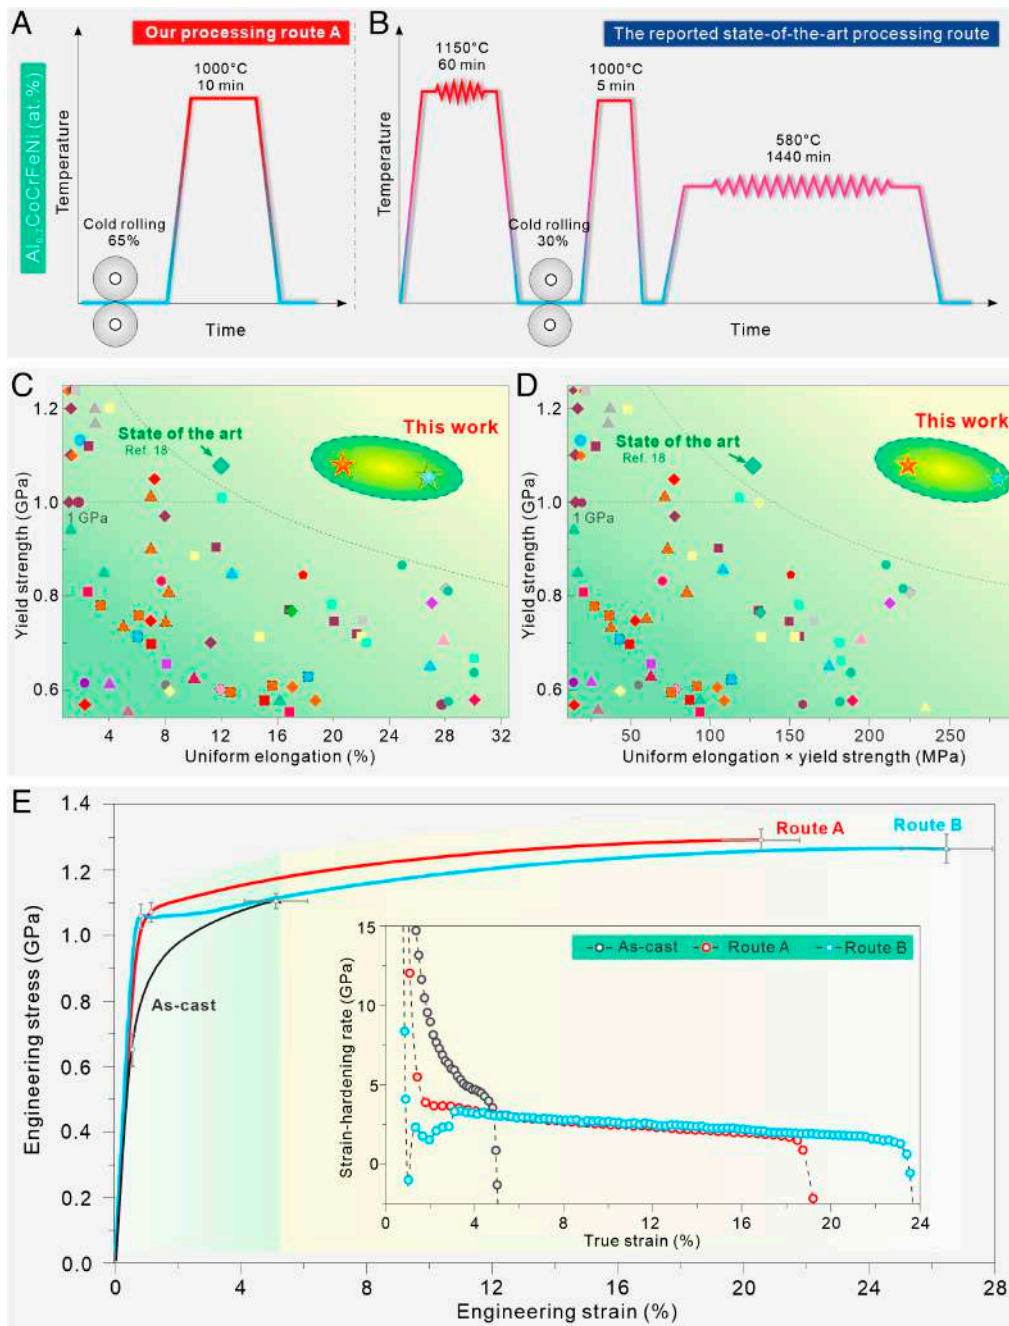 A
Our processing route A
B
The reported state-of-the-art processing route
Al₀.₇CoCrFeNi (at.%)
Temperature
1000°C
10 min
Cold rolling
65%
Time
Temperature
1150°C
60 min
Cold rolling
30%
1000°C
5 min
580°C
1440 min
Time
C
Yield strength (GPa)
1.2
1.0
0.8
0.6
State of the art
Ref. 18
This work
1 GPa
4 8 12 16 20 24 28 32
Uniform elongation (%)
D
Yield strength (GPa)
1.2
1.0
0.8
0.6
State of the art
Ref. 18
This work
1 GPa
50 100 150 200 250
Uniform elongation × yield strength (MPa)
E
Engineering stress (GPa)
1.4
1.2
1.0
0.8
0.6
0.4
0.2
0.0
Route A
Route B
As-cast
Strain-hardening rate (GPa)
15
10
5
0
As-cast Route A Route B
0 4 8 12 16 20 24
True strain (%)
0 4 8 12 16 20 24 28
Engineering strain (%)